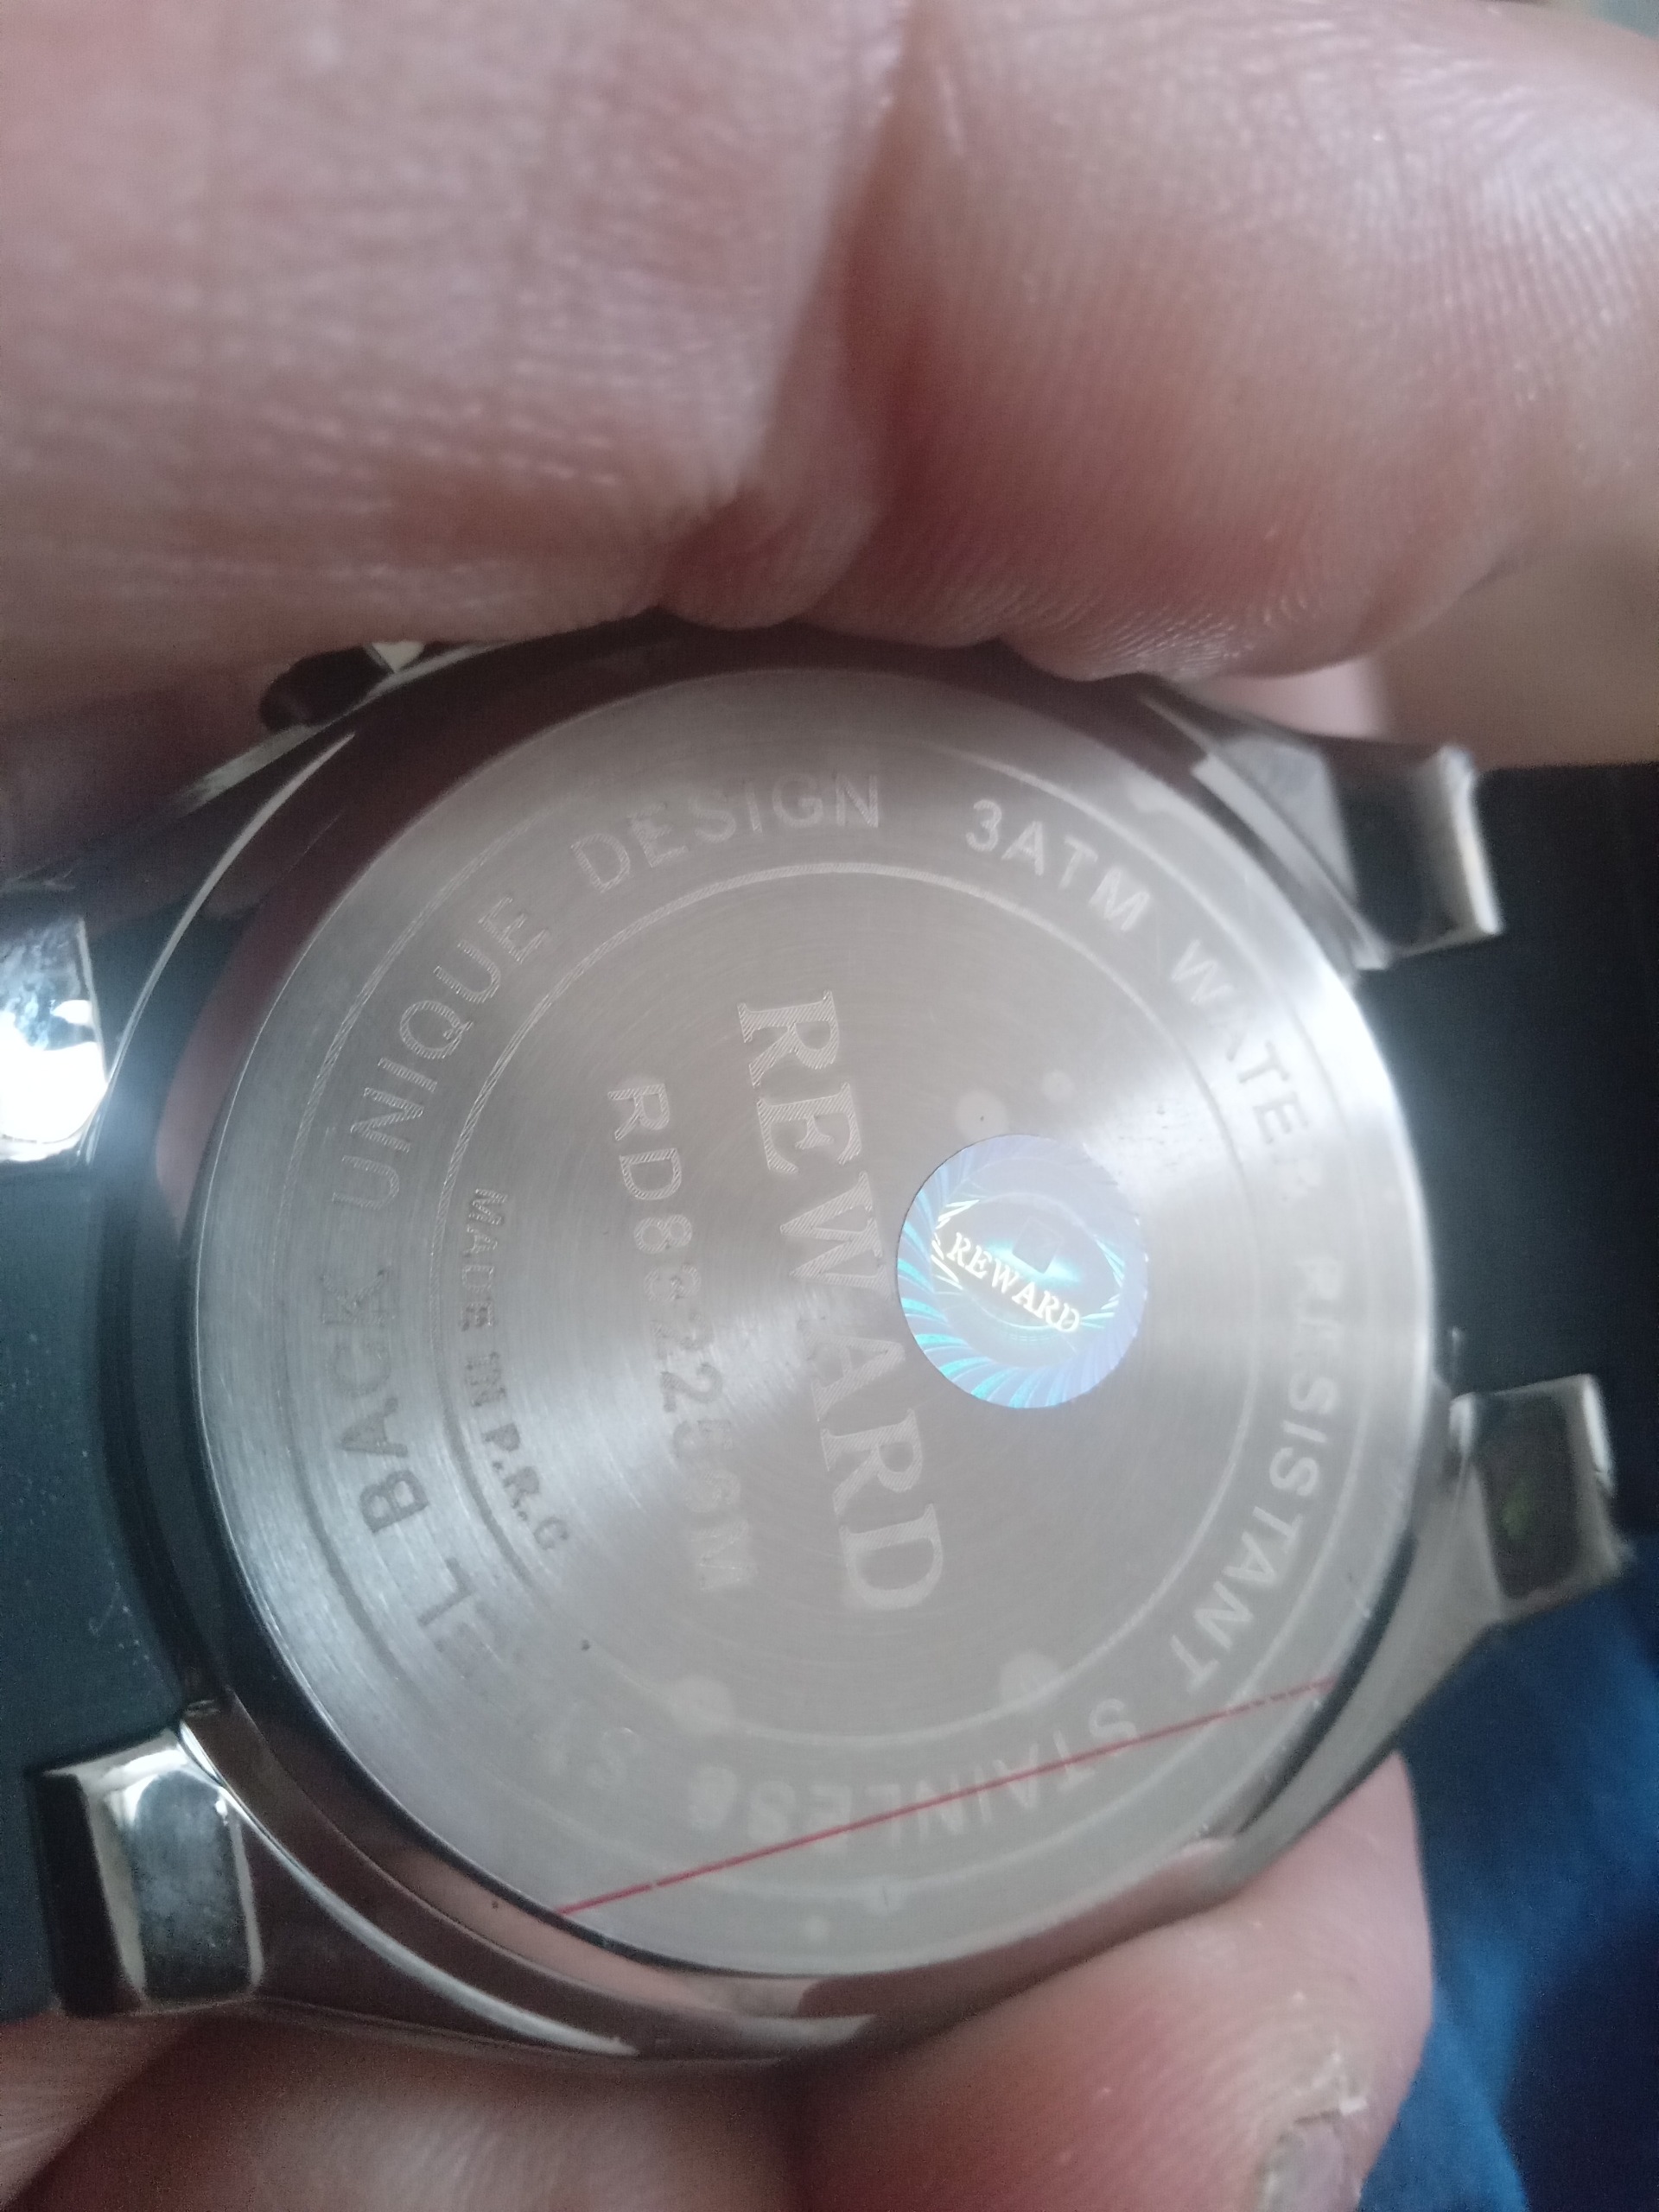 STAINLESS STEEL BACK UNIQUE DESIGN 3ATM WATER RESISTANT
REWARD
REWARD
MADE IN P.R.C